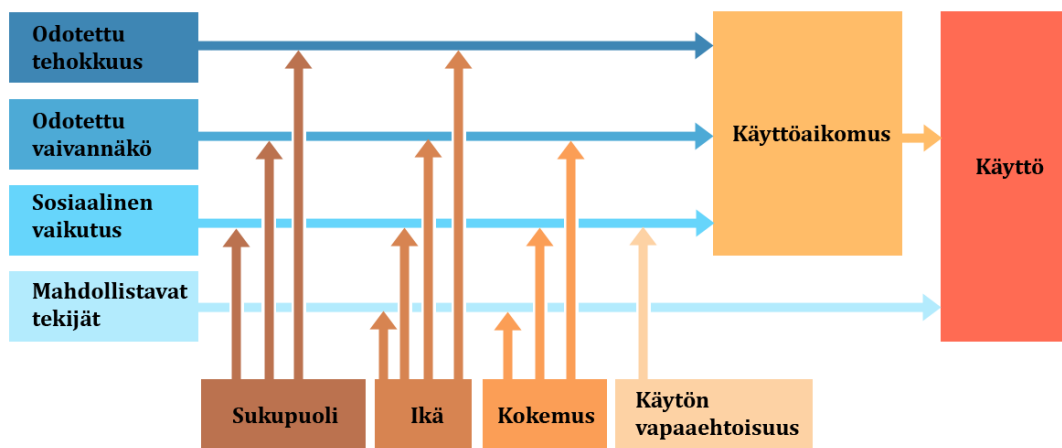 Odotettu
tehokkuus
Odotettu
vaivannäkö
Sosiaalinen
vaikutus
Mahdollistavat
tekijät
Käyttöaikomus
Käyttö
Sukupuoli
Ikä
Kokemus
Käytön
vapaaehtoisuus